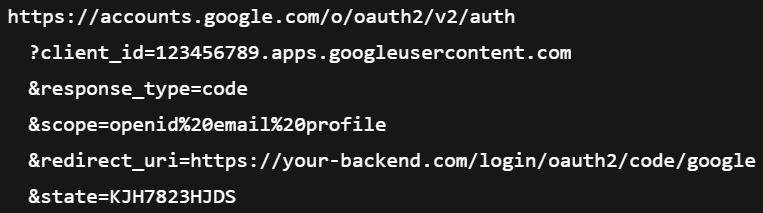 https://accounts.google.com/o/oauth2/v2/auth
?client_id=123456789.apps.googleusercontent.com
&response_type=code
&scope=openid%20email%20profile
&redirect_uri=https://your-backend.com/login/oauth2/code/google
&state=KJH7823HJDS